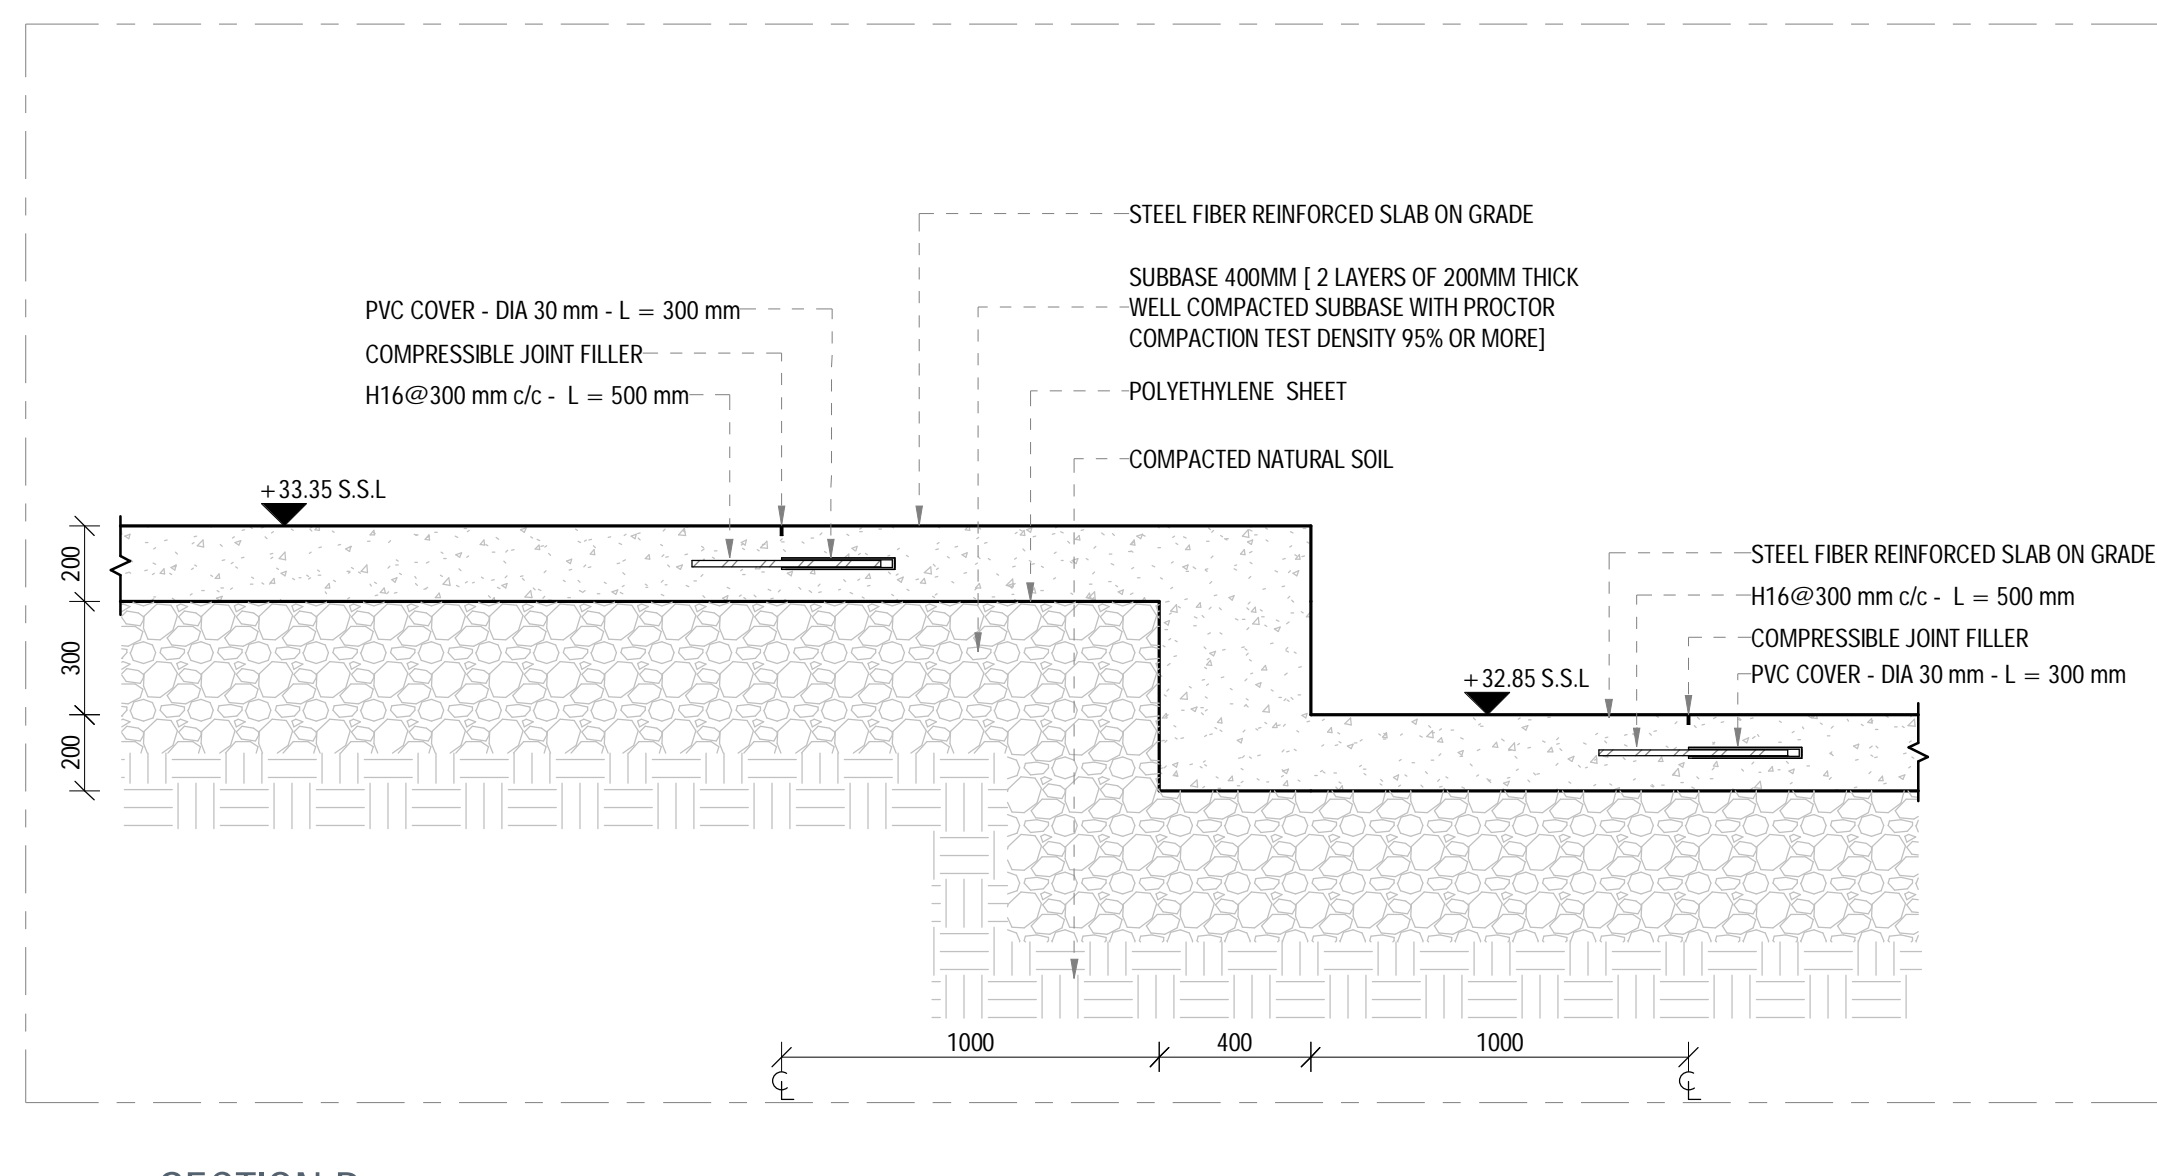 STEEL FIBER REINFORCED SLAB ON GRADE
SUBBASE 400MM [ 2 LAYERS OF 200MM THICK
WELL COMPACTED SUBBASE WITH PROCTOR
COMPACTION TEST DENSITY 95% OR MORE]
POLYETHYLENE SHEET
COMPACTED NATURAL SOIL
PVC COVER - DIA 30 mm - L = 300 mm
COMPRESSIBLE JOINT FILLER
H16@300 mm c/c - L = 500 mm
+33.35 S.S.L
200
300
200
STEEL FIBER REINFORCED SLAB ON GRADE
H16@300 mm c/c - L = 500 mm
COMPRESSIBLE JOINT FILLER
PVC COVER - DIA 30 mm - L = 300 mm
+32.85 S.S.L
1000
400
1000
CL
CL